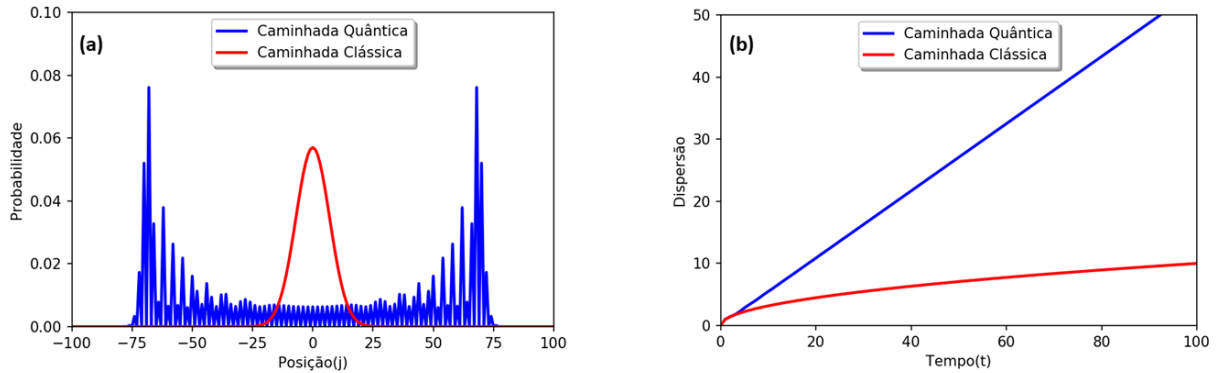 (a)
Caminhada Quântica
Caminhada Clássica
Probabilidade
0.10
0.08
0.06
0.04
0.02
0.00
−100 −75 −50 −25 0 25 50 75 100
Posição(j)
(b)
Caminhada Quântica
Caminhada Clássica
Dispersão
50
40
30
20
10
0
0 20 40 60 80 100
Tempo(t)